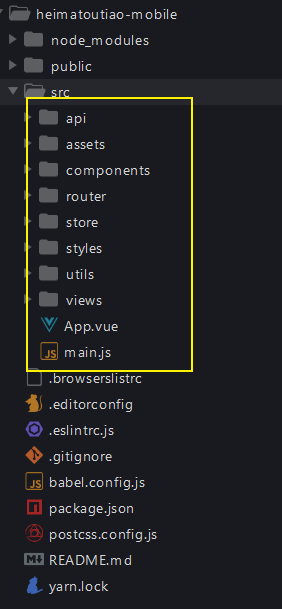 heimatoutiao-mobile
node_modules
public
src
api
assets
components
router
store
styles
utils
views
App.vue
JS main.js
.browserslistrc
.editorconfig
.eslintrc.js
.gitignore
JS babel.config.js
package.json
postcss.config.js
README.md
yarn.lock